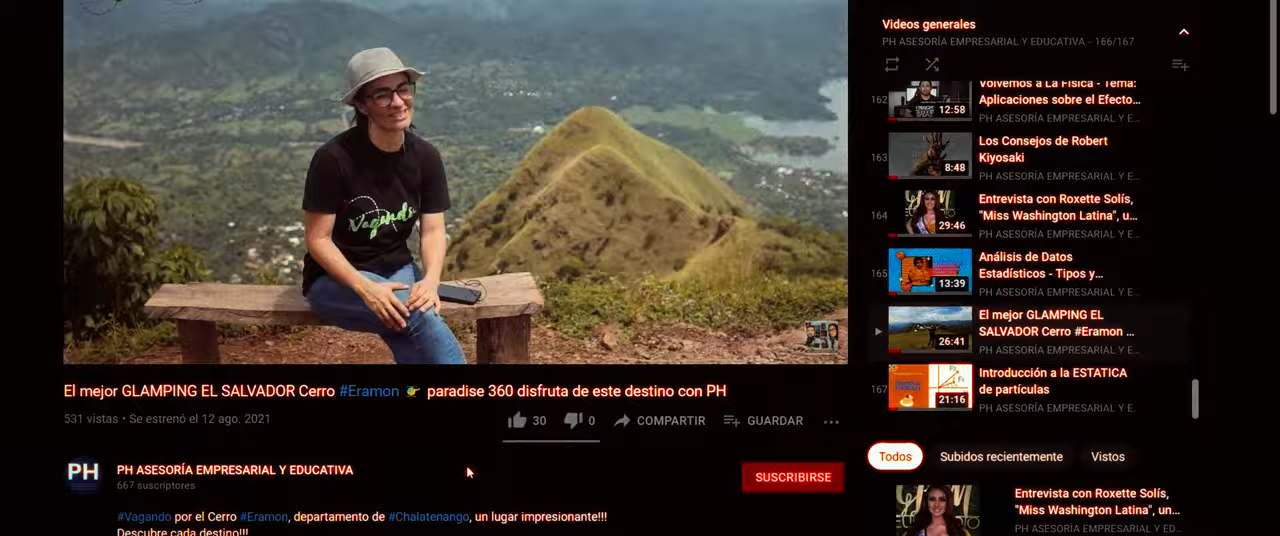 Vagando
El mejor GLAMPING EL SALVADOR Cerro #Eramon 👉 paradise 360 disfruta de este destino con PH
531 vistas • Se estrenó el 12 ago. 2021
30
0
COMPARTIR
GUARDAR
PH
PH ASESORÍA EMPRESARIAL Y EDUCATIVA
667 suscriptores
SUSCRIBIRSE
#Vagando por el Cerro #Eramon, departamento de #Chalatenango, un lugar impresionante!!!
Descubre cada destino!!!
Videos generales
PH ASESORÍA EMPRESARIAL Y EDUCATIVA - 166/167
162
12:58
Volvemos a La Física - Tema:
Aplicaciones sobre el Efecto...
PH ASESORÍA EMPRESARIAL Y E...
163
8:48
Los Consejos de Robert
Kiyosaki
PH ASESORÍA EMPRESARIAL Y E...
164
29:46
Entrevista con Roxette Solís,
"Miss Washington Latina", u...
PH ASESORÍA EMPRESARIAL Y E...
165
13:39
Análisis de Datos
Estadísticos - Tipos y...
PH ASESORÍA EMPRESARIAL Y E...
26:41
El mejor GLAMPING EL
SALVADOR Cerro #Eramon ...
PH ASESORÍA EMPRESARIAL Y E...
167
21:16
Introducción a la ESTATICA
de partículas
PH ASESORÍA EMPRESARIAL Y E...
Todos
Subidos recientemente
Vistos
Entrevista con Roxette Solís,
"Miss Washington Latina", un...
PH ASESORÍA EMPRESARIAL Y ED...